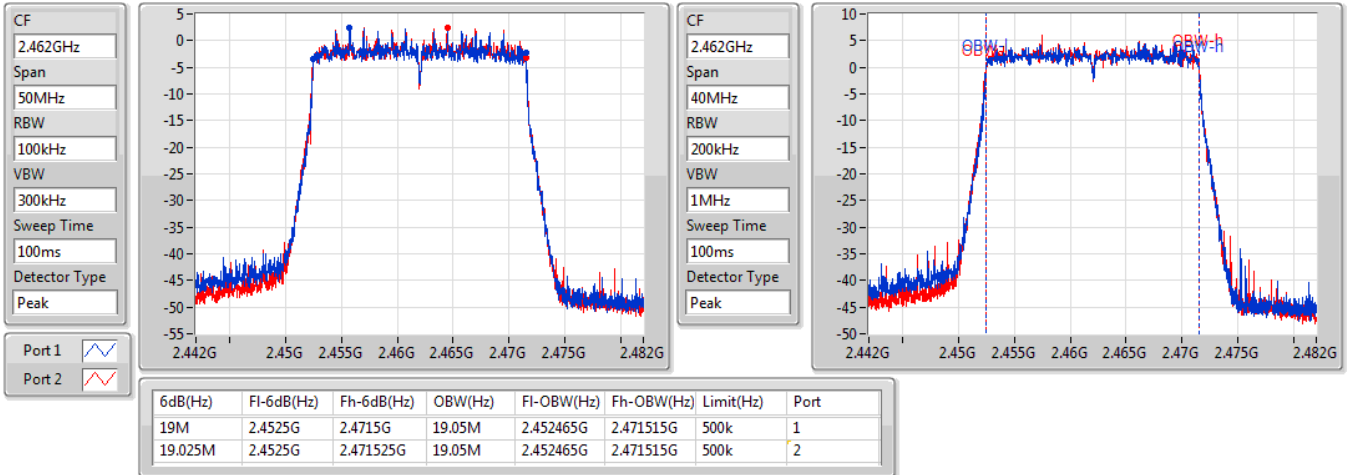 CF
2.462GHz
Span
50MHz
RBW
100kHz
VBW
300kHz
Sweep Time
100ms
Detector Type
Peak
5
0
-5
-10
-15
-20
-25
-30
-35
-40
-45
-50
-55
2.442G 2.45G 2.455G 2.46G 2.465G 2.47G 2.475G 2.482G
CF
2.462GHz
Span
40MHz
RBW
200kHz
VBW
1MHz
Sweep Time
100ms
Detector Type
Peak
10
5
0
-5
-10
-15
-20
-25
-30
-35
-40
-45
-50
OBW-l
OBW-l
OBW-h
OBW-h
2.442G 2.45G 2.455G 2.46G 2.465G 2.47G 2.475G 2.482G
Port 1
Port 2
6dB(Hz) Fl-6dB(Hz) Fh-6dB(Hz) OBW(Hz) Fl-OBW(Hz) Fh-OBW(Hz) Limit(Hz) Port
19M 2.4525G 2.4715G 19.05M 2.452465G 2.471515G 500k 1
19.025M 2.4525G 2.471525G 19.05M 2.452465G 2.471515G 500k 2